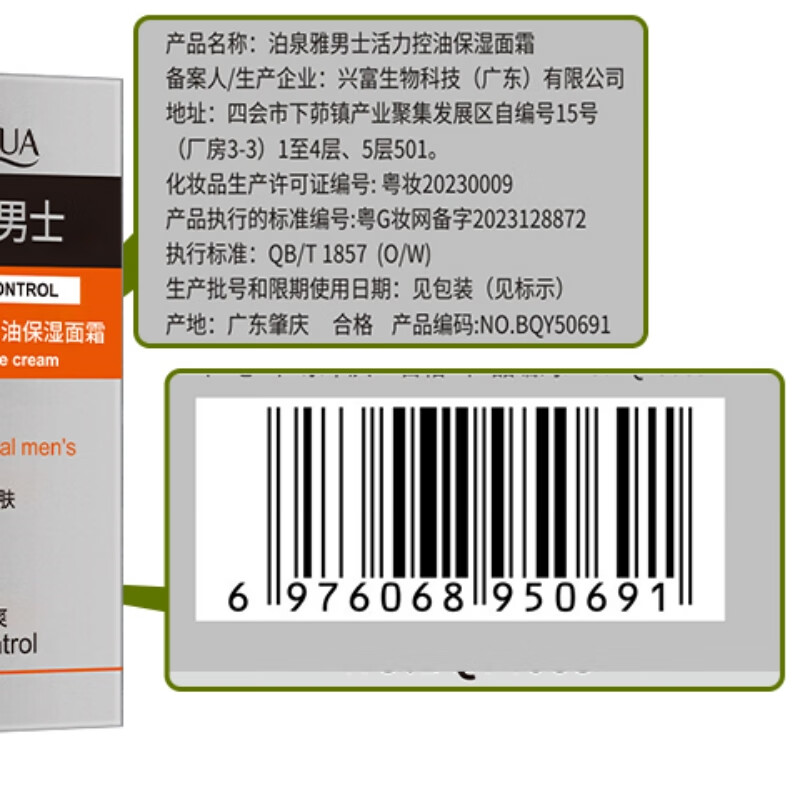 UA
男士
ONTROL
油保湿面霜
e cream
al men's
肤
爽
ntrol
产品名称：泊泉雅男士活力控油保湿面霜
备案人/生产企业：兴富生物科技（广东）有限公司
地址：四会市下茆镇产业聚集发展区自编号15号
（厂房3-3）1至4层、5层501。
化妆品生产许可证编号: 粤妆20230009
产品执行的标准编号:粤G妆网备字2023128872
执行标准：QB/T 1857 (O/W)
生产批号和限期使用日期：见包装（见标示）
产地：广东肇庆 合格 产品编码:NO.BQY50691
6 976068 950691